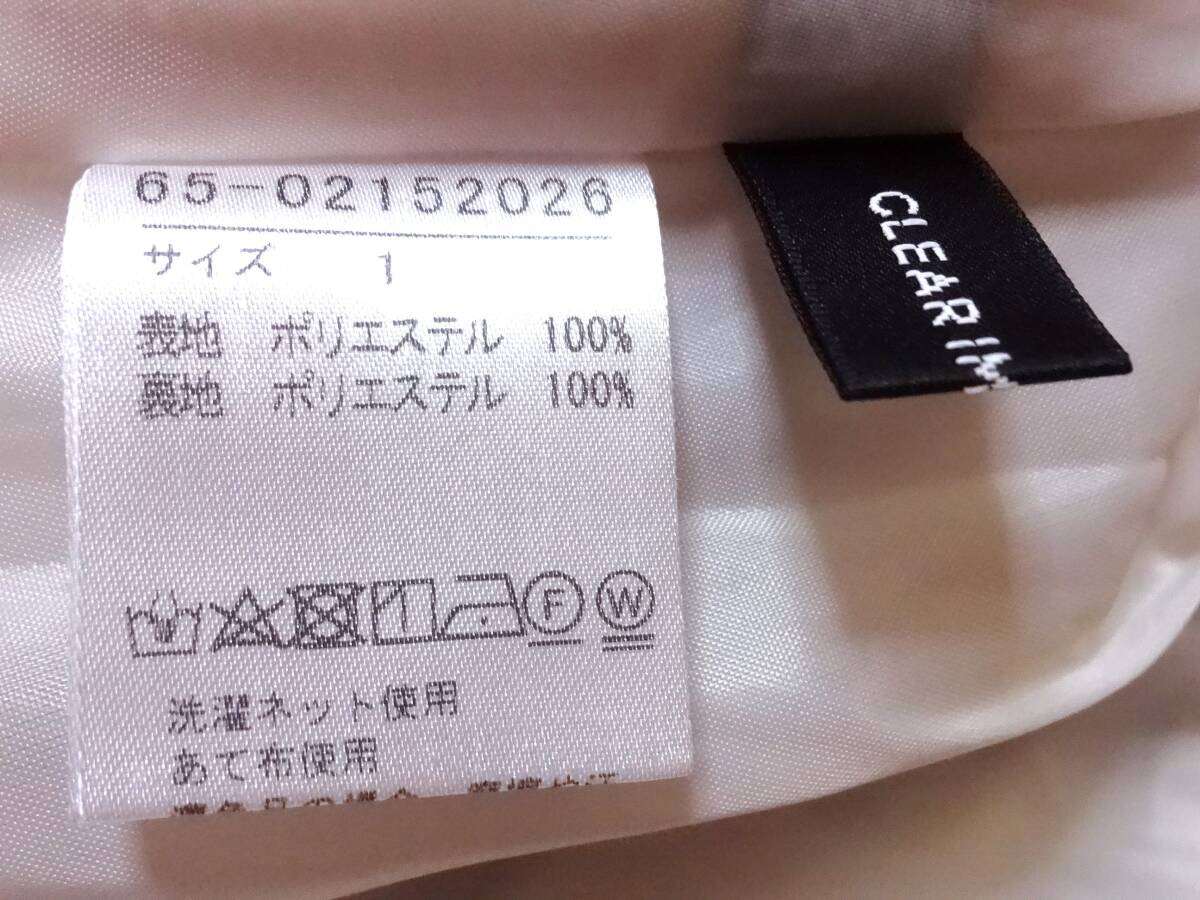 65-02152026
サイズ 1
表地 ポリエステル 100%
裏地 ポリエステル 100%
F W
洗濯ネット使用
あて布使用
CLEAR